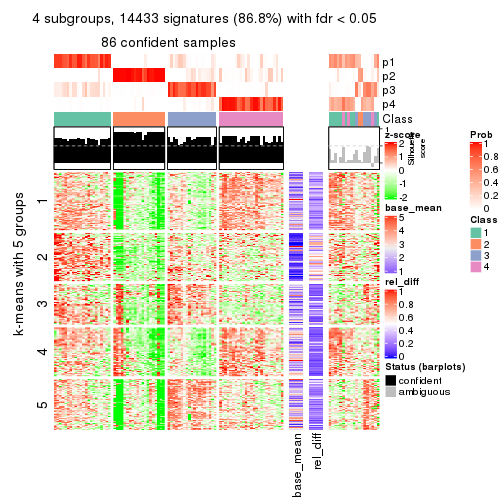 4 subgroups, 14433 signatures (86.8%) with fdr < 0.05
86 confident samples
p1
p2
p3
p4
Class
1
0
Silhouette
score
k-means with 5 groups
1
2
3
4
5
base_mean
rel_diff
z-score
2
1
0
-1
-2
base_mean
5
4
3
2
1
rel_diff
1
0.8
0.6
0.4
0.2
0
Status (barplots)
confident
ambiguous
Prob
1
0.8
0.6
0.4
0.2
0
Class
1
2
3
4